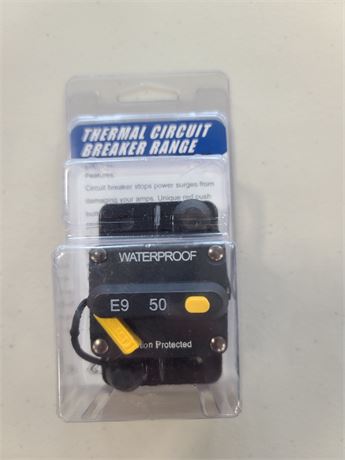 THERMAL CIRCUIT
BREAKER RANGE
Features:
Circuit breaker stops power surges from
damaging your amps. Unique red push
WATERPROOF
E9 50
Protected